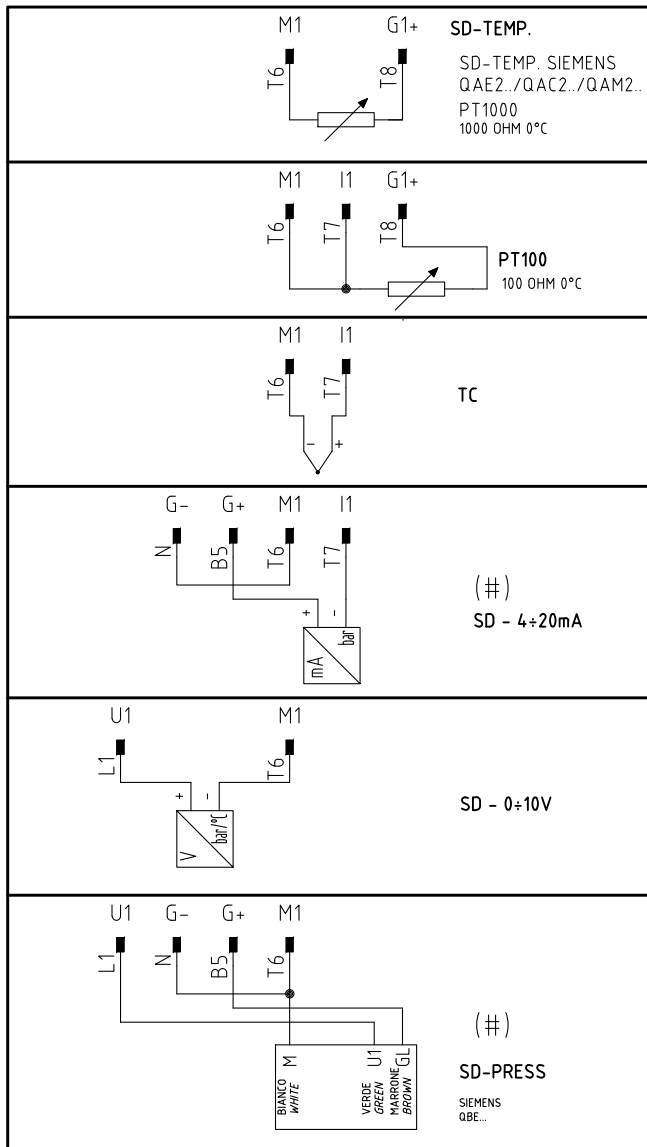 M1 G1+
T6 T8
SD-TEMP.
SD-TEMP. SIEMENS
QAE2../QAC2../QAM2..
PT1000
1000 OHM 0°C
M1 I1 G1+
T6 T7 T8
PT100
100 OHM 0°C
M1 I1
T6 T7
- +
TC
G- G+ M1 I1
N B5 T6 T7
+ -
mA bar
(#)
SD - 4÷20mA
U1 M1
L1 T6
+ -
V bar/°C
SD - 0÷10V
U1 G- G+ M1
L1 N B5 T6
M U1 GL
BIANCO
WHITE
VERDE
GREEN
MARRONE
BROWN
(#)
SD-PRESS
SIEMENS
QBE...